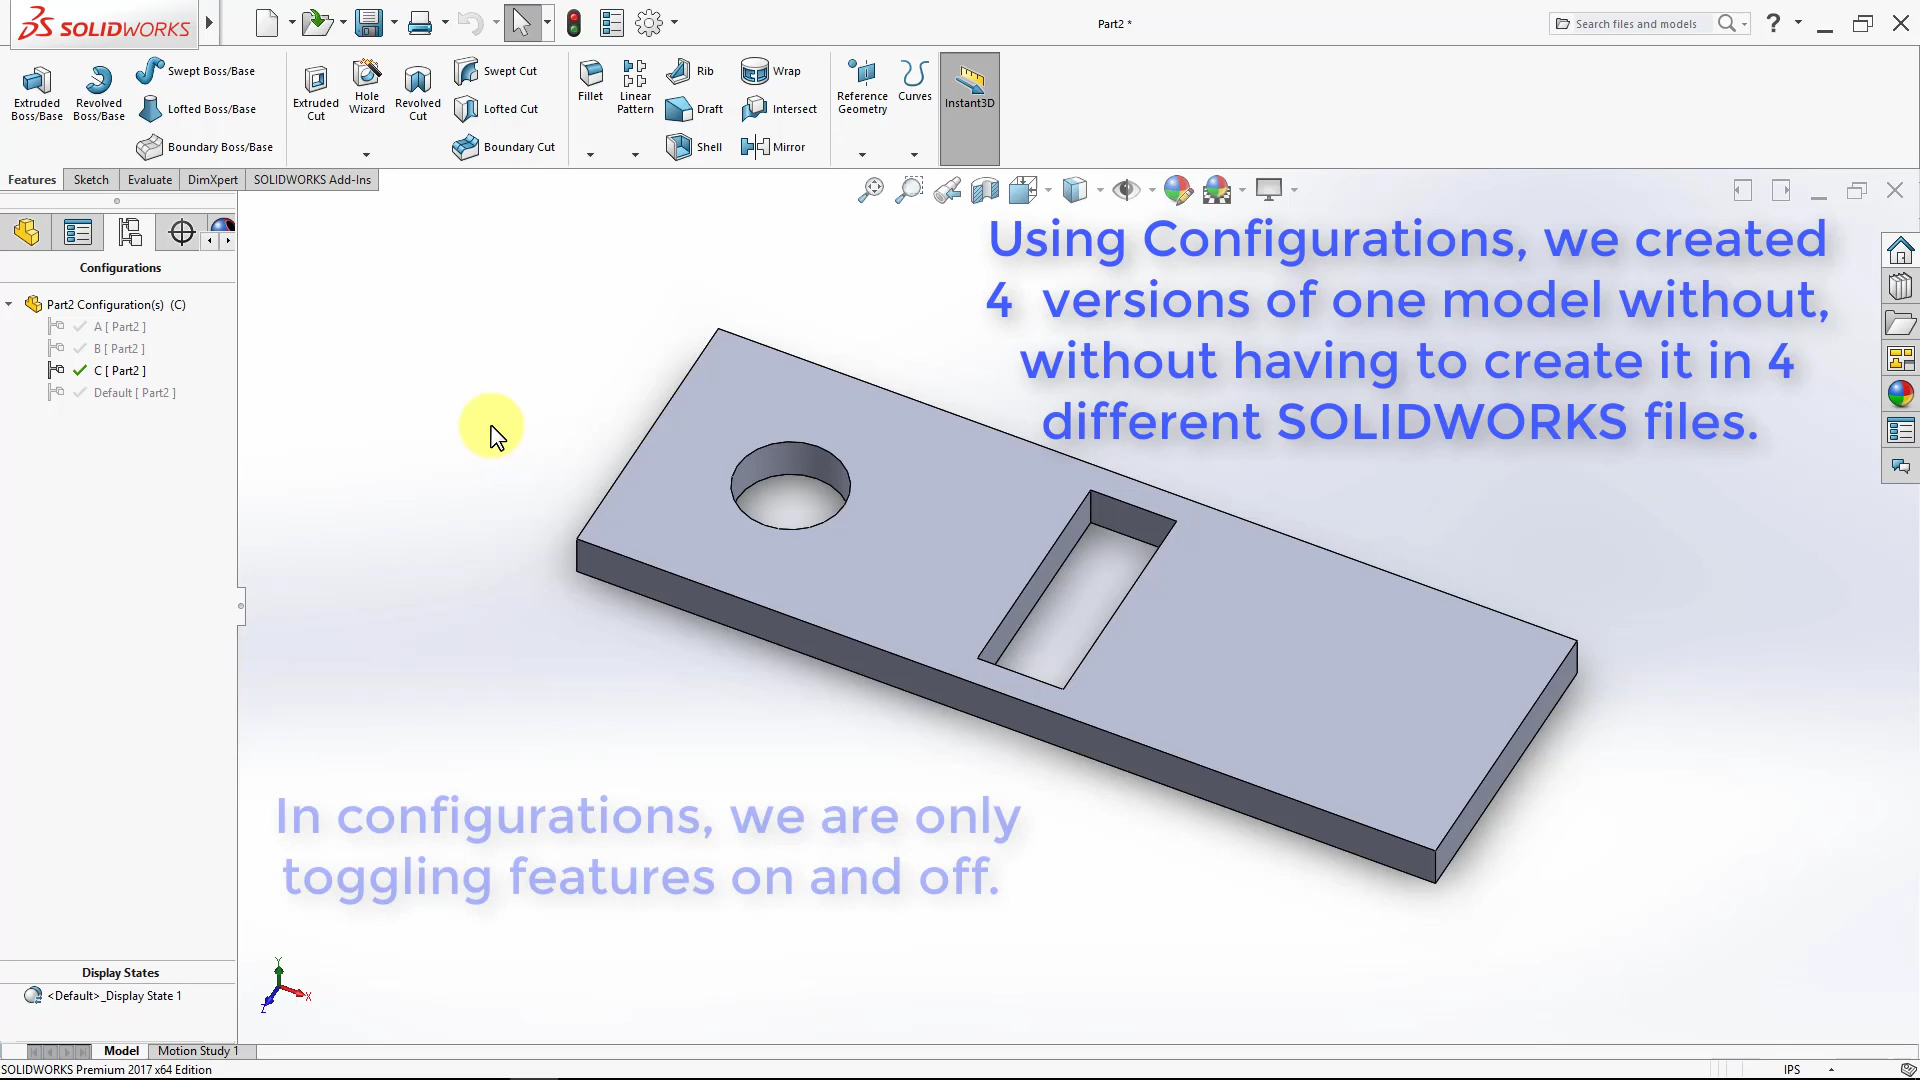 SOLIDWORKS
Part2 *
Search files and models
Extruded Boss/Base
Revolved Boss/Base
Swept Boss/Base
Lofted Boss/Base
Boundary Boss/Base
Extruded Cut
Hole Wizard
Revolved Cut
Swept Cut
Lofted Cut
Boundary Cut
Fillet
Linear Pattern
Rib
Draft
Shell
Wrap
Intersect
Mirror
Reference Geometry
Curves
Instant3D
Features
Sketch
Evaluate
DimXpert
SOLIDWORKS Add-Ins
Configurations
Part2 Configuration(s) (C)
A [ Part2 ]
B [ Part2 ]
C [ Part2 ]
Default [ Part2 ]
Using Configurations, we created
4 versions of one model without,
without having to create it in 4
different SOLIDWORKS files.
In configurations, we are only
toggling features on and off.
Y
X
Z
Display States
<Default>_Display State 1
Model
Motion Study 1
SOLIDWORKS Premium 2017 x64 Edition
IPS